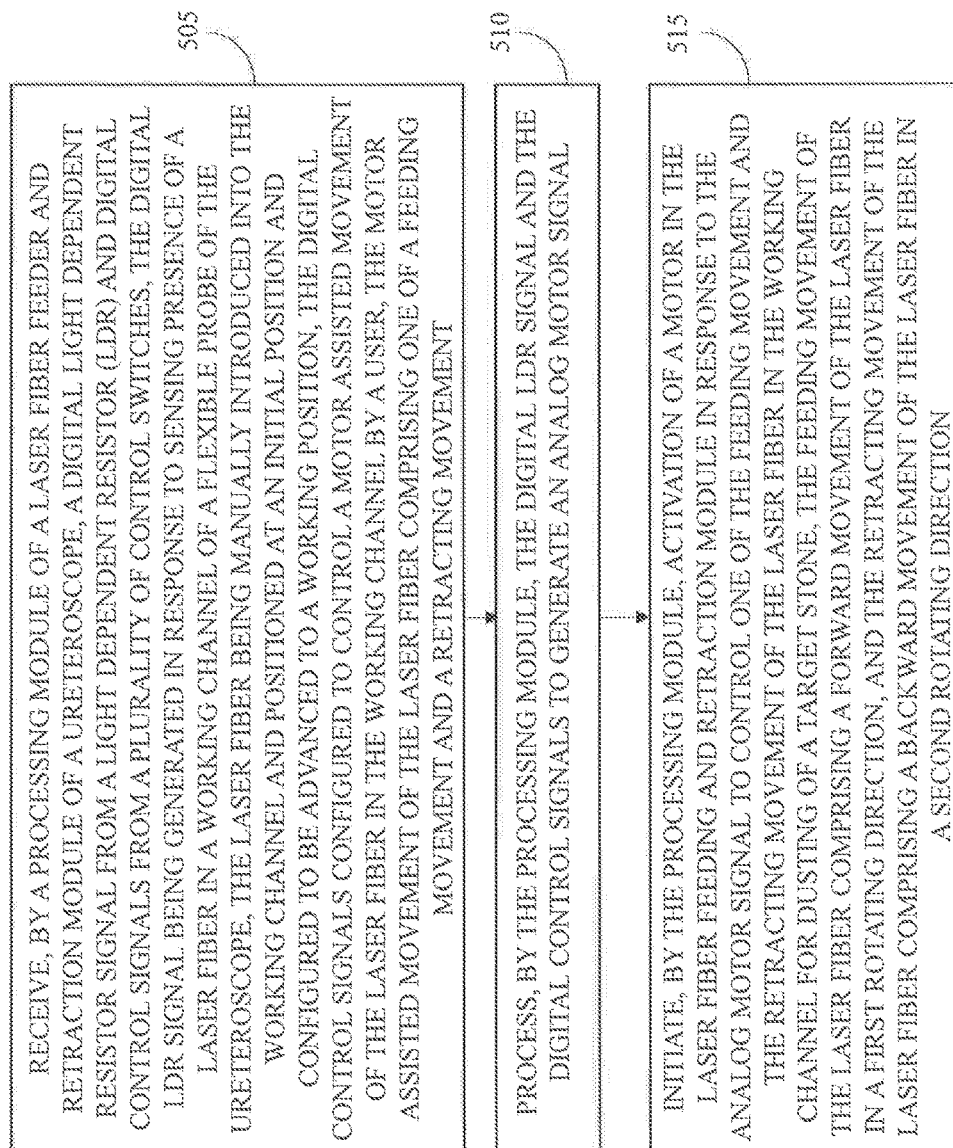 RECEIVE, BY A PROCESSING MODULE OF A LASER FIBER FEEDER AND
RETRACTION MODULE OF A URETEROSCOPE, A DIGITAL LIGHT DEPENDENT
RESISTOR SIGNAL FROM A LIGHT DEPENDENT RESISTOR (LDR) AND DIGITAL
CONTROL SIGNALS FROM A PLURALITY OF CONTROL SWITCHES, THE DIGITAL
LDR SIGNAL BEING GENERATED IN RESPONSE TO SENSING PRESENCE OF A
LASER FIBER IN A WORKING CHANNEL OF A FLEXIBLE PROBE OF THE
URETEROSCOPE, THE LASER FIBER BEING MANUALLY INTRODUCED INTO THE
WORKING CHANNEL AND POSITIONED AT AN INITIAL POSITION AND
CONFIGURED TO BE ADVANCED TO A WORKING POSITION, THE DIGITAL
CONTROL SIGNALS CONFIGURED TO CONTROL A MOTOR ASSISTED MOVEMENT
OF THE LASER FIBER IN THE WORKING CHANNEL BY A USER, THE MOTOR
ASSISTED MOVEMENT OF THE LASER FIBER COMPRISING ONE OF A FEEDING
MOVEMENT AND A RETRACTING MOVEMENT
505
PROCESS, BY THE PROCESSING MODULE, THE DIGITAL LDR SIGNAL AND THE
DIGITAL CONTROL SIGNALS TO GENERATE AN ANALOG MOTOR SIGNAL
510
INITIATE, BY THE PROCESSING MODULE, ACTIVATION OF A MOTOR IN THE
LASER FIBER FEEDING AND RETRACTION MODULE IN RESPONSE TO THE
ANALOG MOTOR SIGNAL TO CONTROL ONE OF THE FEEDING MOVEMENT AND
THE RETRACTING MOVEMENT OF THE LASER FIBER IN THE WORKING
CHANNEL FOR DUSTING OF A TARGET STONE, THE FEEDING MOVEMENT OF
THE LASER FIBER COMPRISING A FORWARD MOVEMENT OF THE LASER FIBER
IN A FIRST ROTATING DIRECTION, AND THE RETRACTING MOVEMENT OF THE
LASER FIBER COMPRISING A BACKWARD MOVEMENT OF THE LASER FIBER IN
A SECOND ROTATING DIRECTION
515